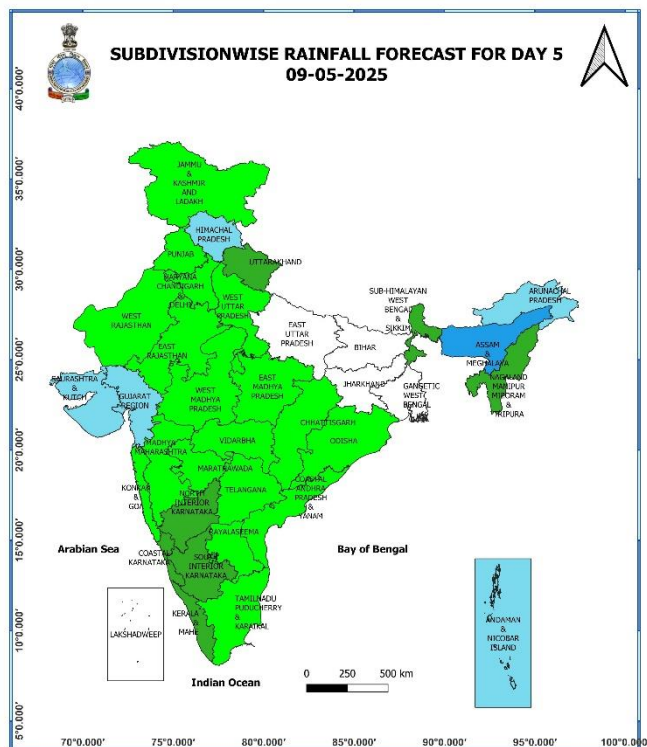 SUBDIVISIONWISE RAINFALL FORECAST FOR DAY 5
09-05-2025
40°0.000'
35°0.000'
30°0.000'
25°0.000'
20°0.000'
15°0.000'
10°0.000'
5°0.000'
JAMMU
&
KASHMIR
AND
LADAKH
HIMACHAL
PRADESH
PUNJAB
UTTARAKHAND
HARYANA
CHANDIGARH
&
DELHI
WEST
UTTAR
PRADESH
WEST
RAJASTHAN
EAST
RAJASTHAN
EAST
UTTAR
PRADESH
BIHAR
SUB-HIMALAYAN
WEST
BENGAL
&
SIKKIM
ARUNACHAL
PRADESH
ASSAM
&
MEGHALAYA
NAGALAND
MANIPUR
MIZORAM
&
TRIPURA
SAURASHTRA
&
KUTCH
GUJARAT
REGION
WEST
MADHYA
PRADESH
EAST
MADHYA
PRADESH
JHARKHAND
GANGETIC
WEST
BENGAL
CHHATTISGARH
ODISHA
VIDARBHA
MADHYA
MAHARASHTRA
MARATHWADA
KONKAN
&
GOA
TELANGANA
COASTAL
ANDHRA
PRADESH
&
YANAM
NORTH
INTERIOR
KARNATAKA
RAYALASEEMA
COASTAL
KARNATAKA
SOUTH
INTERIOR
KARNATAKA
Arabian Sea
Bay of Bengal
KERALA
&
MAHE
TAMILNADU
PUDUCHERRY
&
KARAIKAL
LAKSHADWEEP
ANDAMAN
&
NICOBAR
ISLAND
Indian Ocean
0 250 500 km
70°0.000' 75°0.000' 80°0.000' 85°0.000' 90°0.000' 95°0.000' 100°0.00